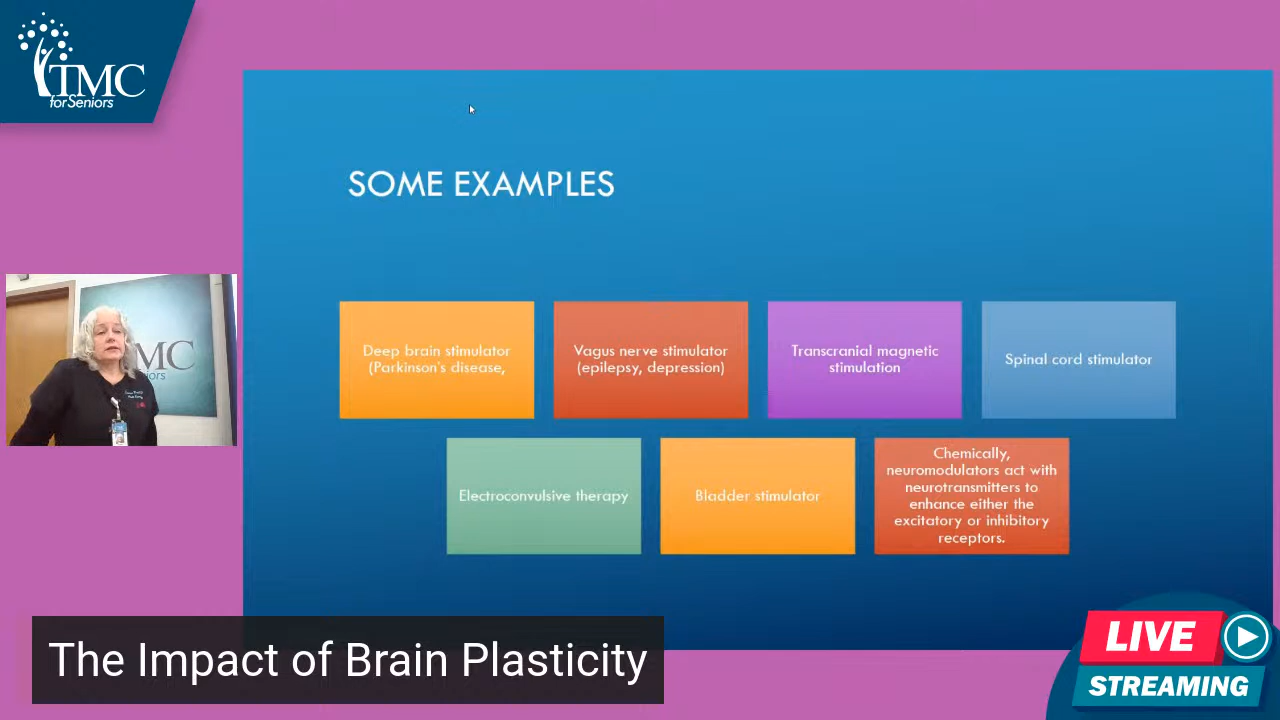 TMC
for Seniors
SOME EXAMPLES
Deep brain stimulator
(Parkinson's disease,
Vagus nerve stimulator
(epilepsy, depression)
Transcranial magnetic
stimulation
Spinal cord stimulator
Electroconvulsive therapy
Bladder stimulator
Chemically,
neuromodulators act with
neurotransmitters to
enhance either the
excitatory or inhibitory
receptors.
MC
The Impact of Brain Plasticity
LIVE
STREAMING